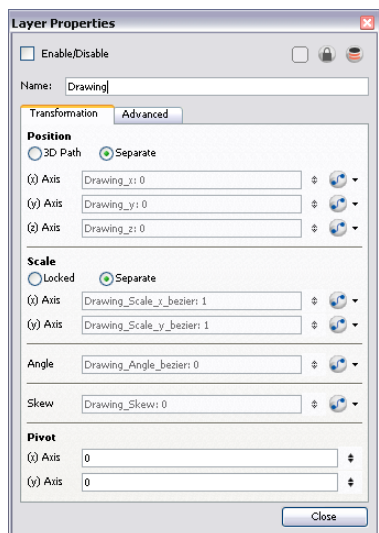 Layer Properties
Enable/Disable
Name: Drawing
Transformation Advanced
Position
3D Path Separate
(x) Axis Drawing_x: 0
(y) Axis Drawing_y: 0
(z) Axis Drawing_z: 0
Scale
Locked Separate
(x) Axis Drawing_Scale_x_bezier: 1
(y) Axis Drawing_Scale_y_bezier: 1
Angle Drawing_Angle_bezier: 0
Skew Drawing_Skew: 0
Pivot
(x) Axis 0
(y) Axis 0
Close